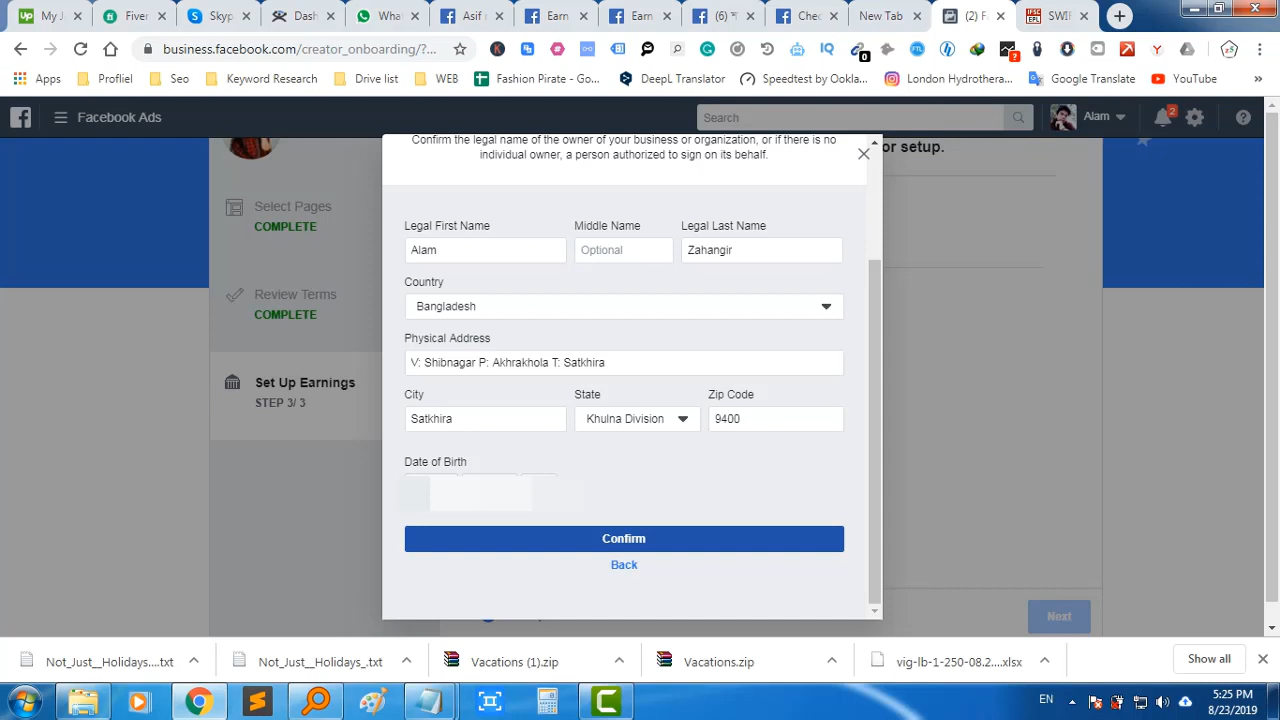 My J
Fiver
Skyp
Dash
Wha
Asif
Earn
Earn
(6)
Chec
New Tab
(2) F
SWIF
business.facebook.com/creator_onboarding/?...
Apps
Profliel
Seo
Keyword Research
Drive list
WEB
Fashion Pirate - Go...
DeepL Translator
Speedtest by Ookla...
London Hydrothera...
Google Translate
YouTube
Facebook Ads
Search
Alam
2
or setup.
Select Pages
COMPLETE
Review Terms
COMPLETE
Set Up Earnings
STEP 3/ 3
Confirm the legal name of the owner of your business or organization, or if there is no
individual owner, a person authorized to sign on its behalf.
Legal First Name
Middle Name
Legal Last Name
Alam
Optional
Zahangir
Country
Bangladesh
Physical Address
V: Shibnagar P: Akhrakhola T: Satkhira
City
State
Zip Code
Satkhira
Khulna Division
9400
Date of Birth
Confirm
Back
Next
Not_Just__Holidays_....txt
Not_Just__Holidays_.txt
Vacations (1).zip
Vacations.zip
vig-lb-1-250-08.2....xlsx
Show all
EN
5:25 PM
8/23/2019